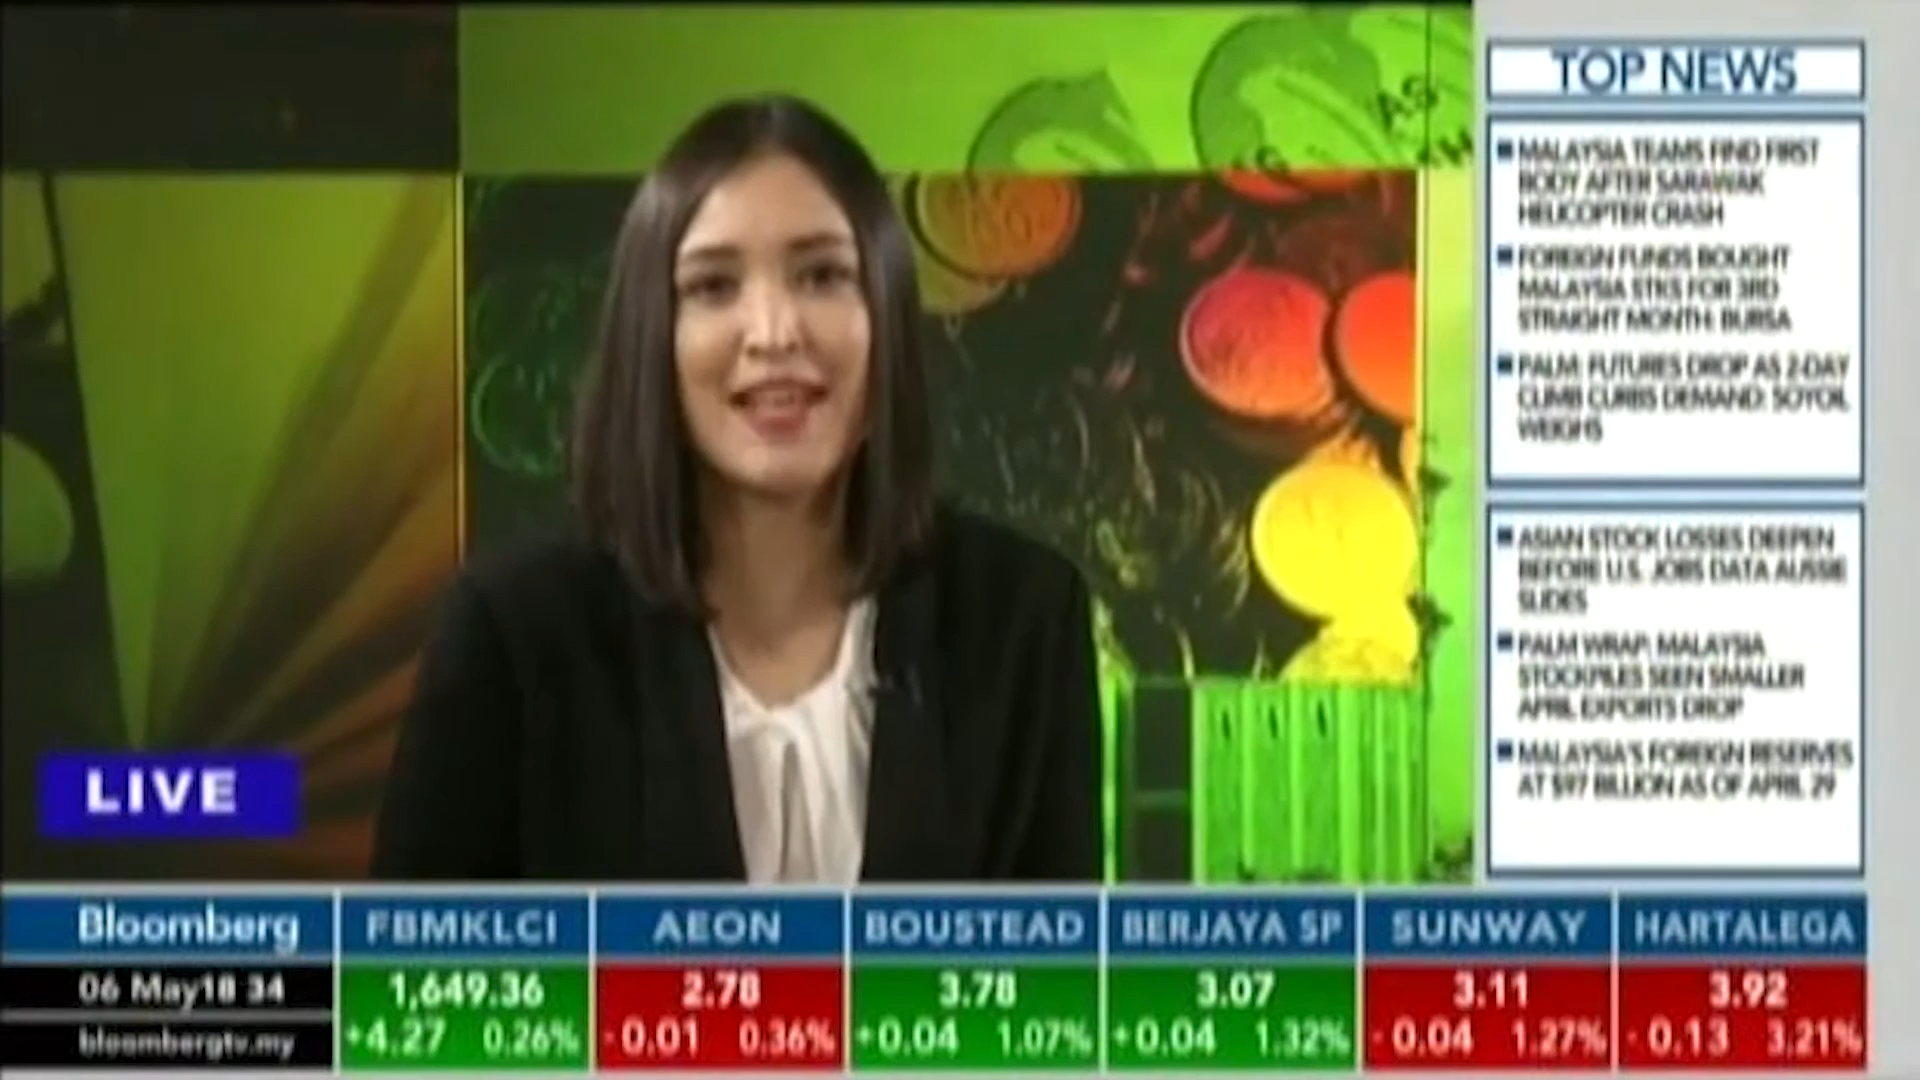 TOP NEWS
MALAYSIA TEAMS FIND FIRST
BODY AFTER SARAWAK
HELICOPTER CRASH
FOREIGN FUNDS BOUGHT
MALAYSIA STKS FOR 3RD
STRAIGHT MONTH: BURSA
PALM: FUTURES DROP AS 2-DAY
CLIMB CURBS DEMAND: SOYOIL
WEIGHS
ASIAN STOCK LOSSES DEEPEN
BEFORE U.S. JOBS DATA AUSSIE
SLIDES
PALM WRAP: MALAYSIA
STOCKPILES SEEN SMALLER
APRIL EXPORTS DROP
MALAYSIA'S FOREIGN RESERVES
AT $97 BILLION AS OF APRIL 29
LIVE
Bloomberg FBMKLCI AEON BOUSTEAD BERJAYA SP SUNWAY HARTALEGA
06 May18 34 1,649.36 2.78 3.78 3.07 3.11 3.92
bloombergtv.my +4.27 0.26% -0.01 0.36% +0.04 1.07% +0.04 1.32% -0.04 1.27% -0.13 3.21%